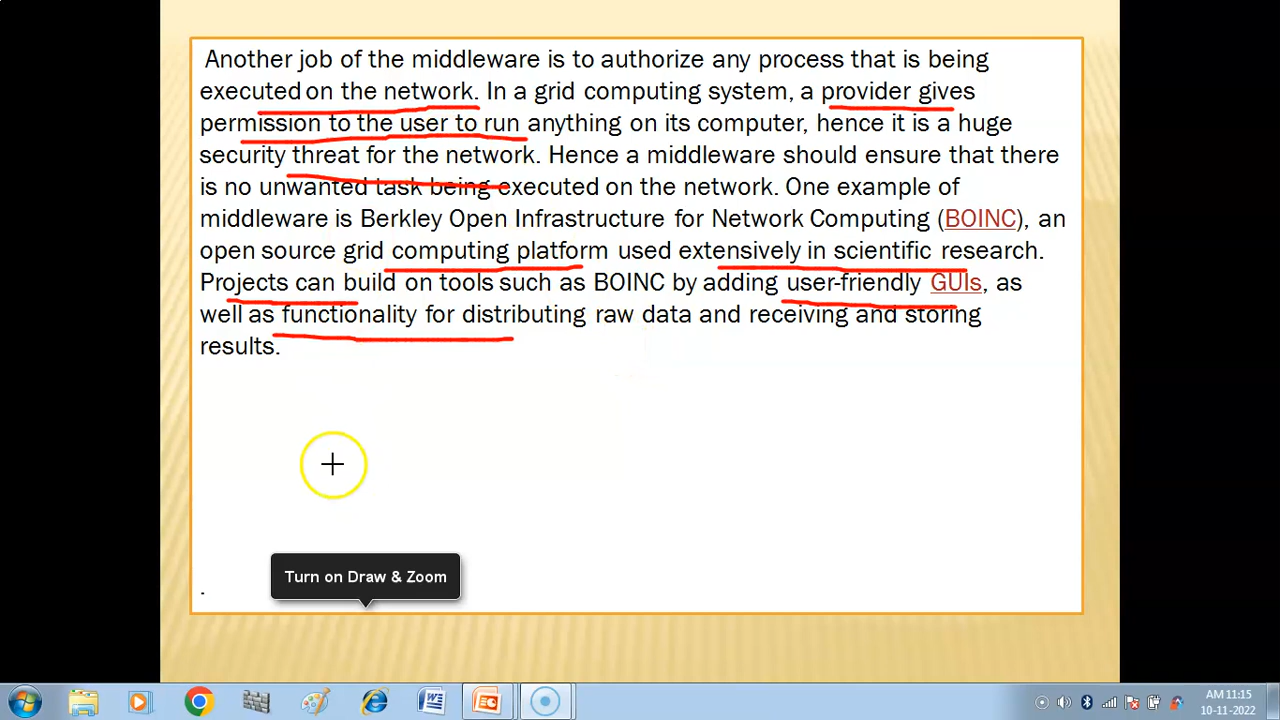 Another job of the middleware is to authorize any process that is being
executed on the network. In a grid computing system, a provider gives
permission to the user to run anything on its computer, hence it is a huge
security threat for the network. Hence a middleware should ensure that there
is no unwanted task being executed on the network. One example of
middleware is Berkley Open Infrastructure for Network Computing (BOINC), an
open source grid computing platform used extensively in scientific research.
Projects can build on tools such as BOINC by adding user-friendly GUIs, as
well as functionality for distributing raw data and receiving and storing
results.
Turn on Draw & Zoom
.
AM 11:15
10-11-2022